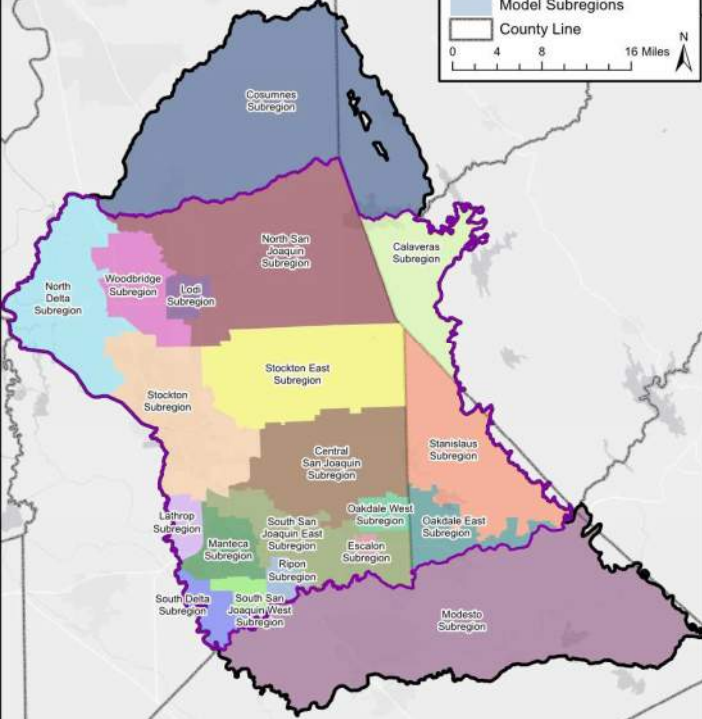 Model Subregions
County Line
0 4 8 16 Miles
N
Cosumnes
Subregion
North San
Joaquin
Subregion
Calaveras
Subregion
North
Delta
Subregion
Woodbridge
Subregion
Lodi
Subregion
Stockton East
Subregion
Stockton
Subregion
Central
San Joaquin
Subregion
Stanislaus
Subregion
Lathrop
Subregion
Manteca
Subregion
South San
Joaquin East
Subregion
Oakdale West
Subregion
Oakdale East
Subregion
Escalon
Subregion
Ripon
Subregion
South Delta
Subregion
South San
Joaquin West
Subregion
Modesto
Subregion